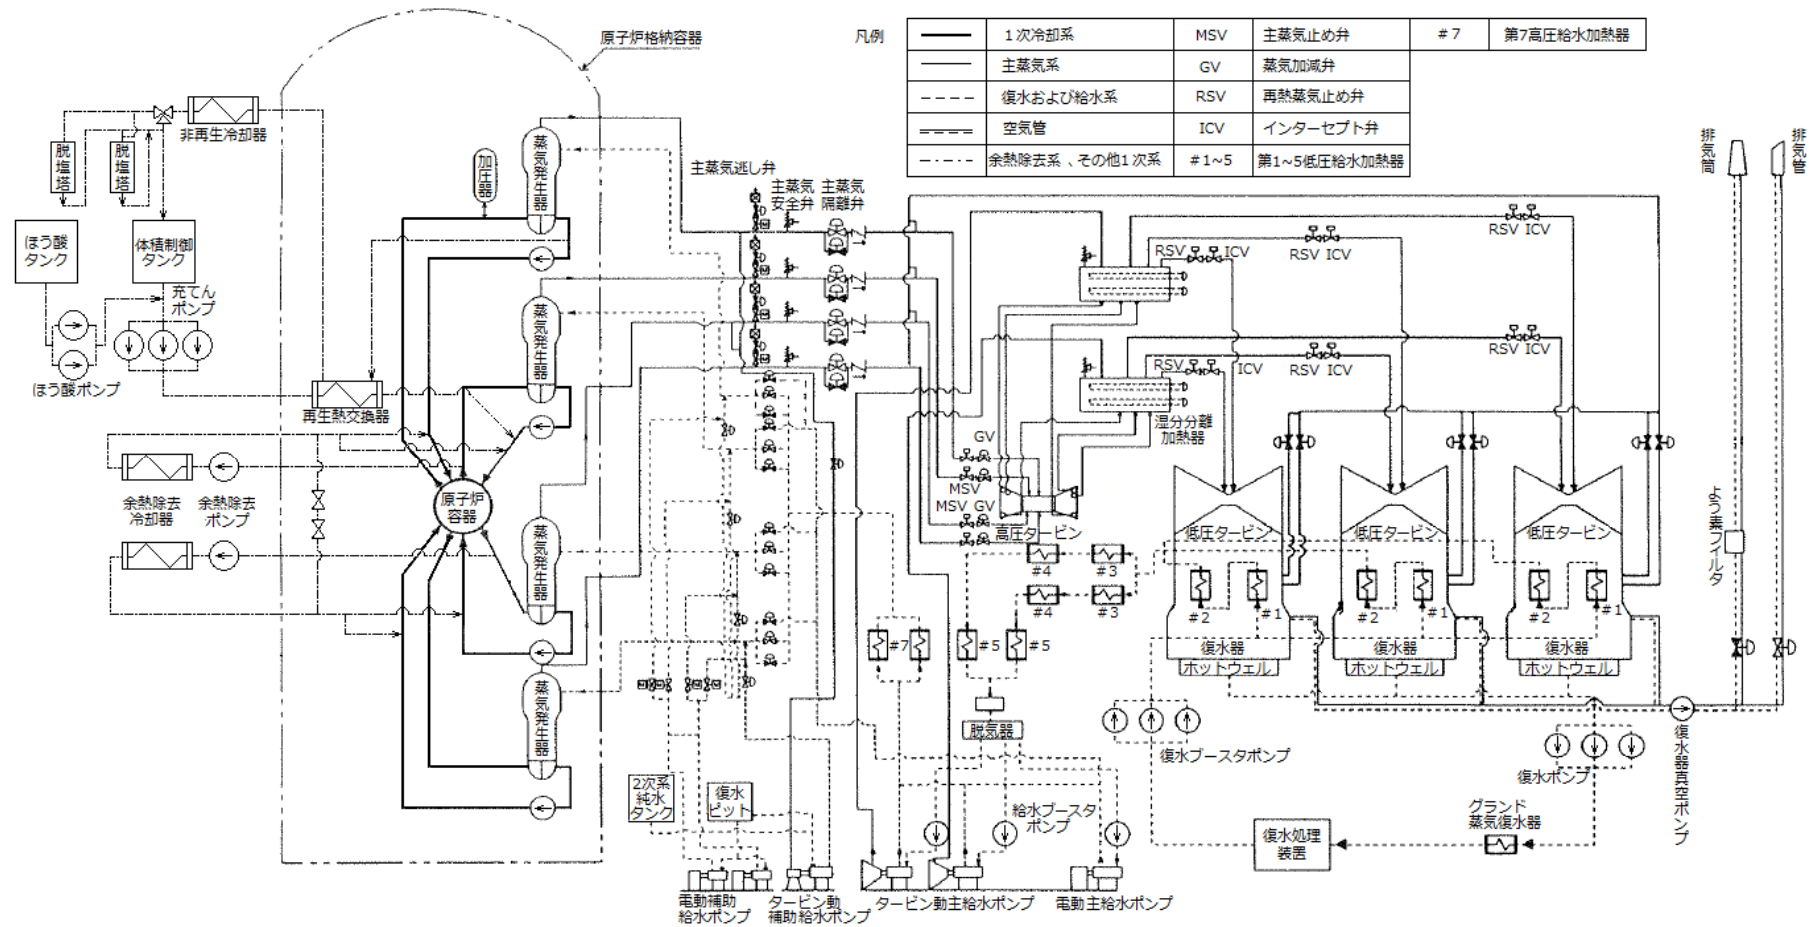 原子炉格納容器
凡例
1次冷却系
MSV
主蒸気止め弁
#7
第7高圧給水加熱器
主蒸気系
GV
蒸気加減弁
復水および給水系
RSV
再熱蒸気止め弁
空気管
ICV
インターセプト弁
余熱除去系、その他1次系
#1~5
第1~5低圧給水加熱器
非再生冷却器
脱塩塔
脱塩塔
ほう酸
タンク
体積制御
タンク
充てん
ポンプ
ほう酸ポンプ
再生熱交換器
余熱除去
冷却器
余熱除去
ポンプ
加圧器
蒸気発生器
蒸気発生器
蒸気発生器
蒸気発生器
原子炉
容器
主蒸気逃し弁
主蒸気
安全弁
主蒸気
隔離弁
RSV
ICV
RSV ICV
RSV ICV
RSV
ICV
RSV ICV
RSV ICV
湿分分離
加熱器
GV
MSV
MSV GV
高圧タービン
低圧タービン
低圧タービン
低圧タービン
#4
#3
#4
#3
#2
#1
#2
#1
#2
#1
#7
#5
#5
復水器
復水器
復水器
ホットウェル
ホットウェル
ホットウェル
脱気器
復水ブースタポンプ
復水ポンプ
復水器真空ポンプ
グランド
蒸気復水器
復水処理
装置
給水ブースタ
ポンプ
2次系
純水
タンク
復水
ピット
電動補助
給水ポンプ
タービン動
補助給水ポンプ
タービン動主給水ポンプ
電動主給水ポンプ
排気筒
排気管
よう素フィルタ